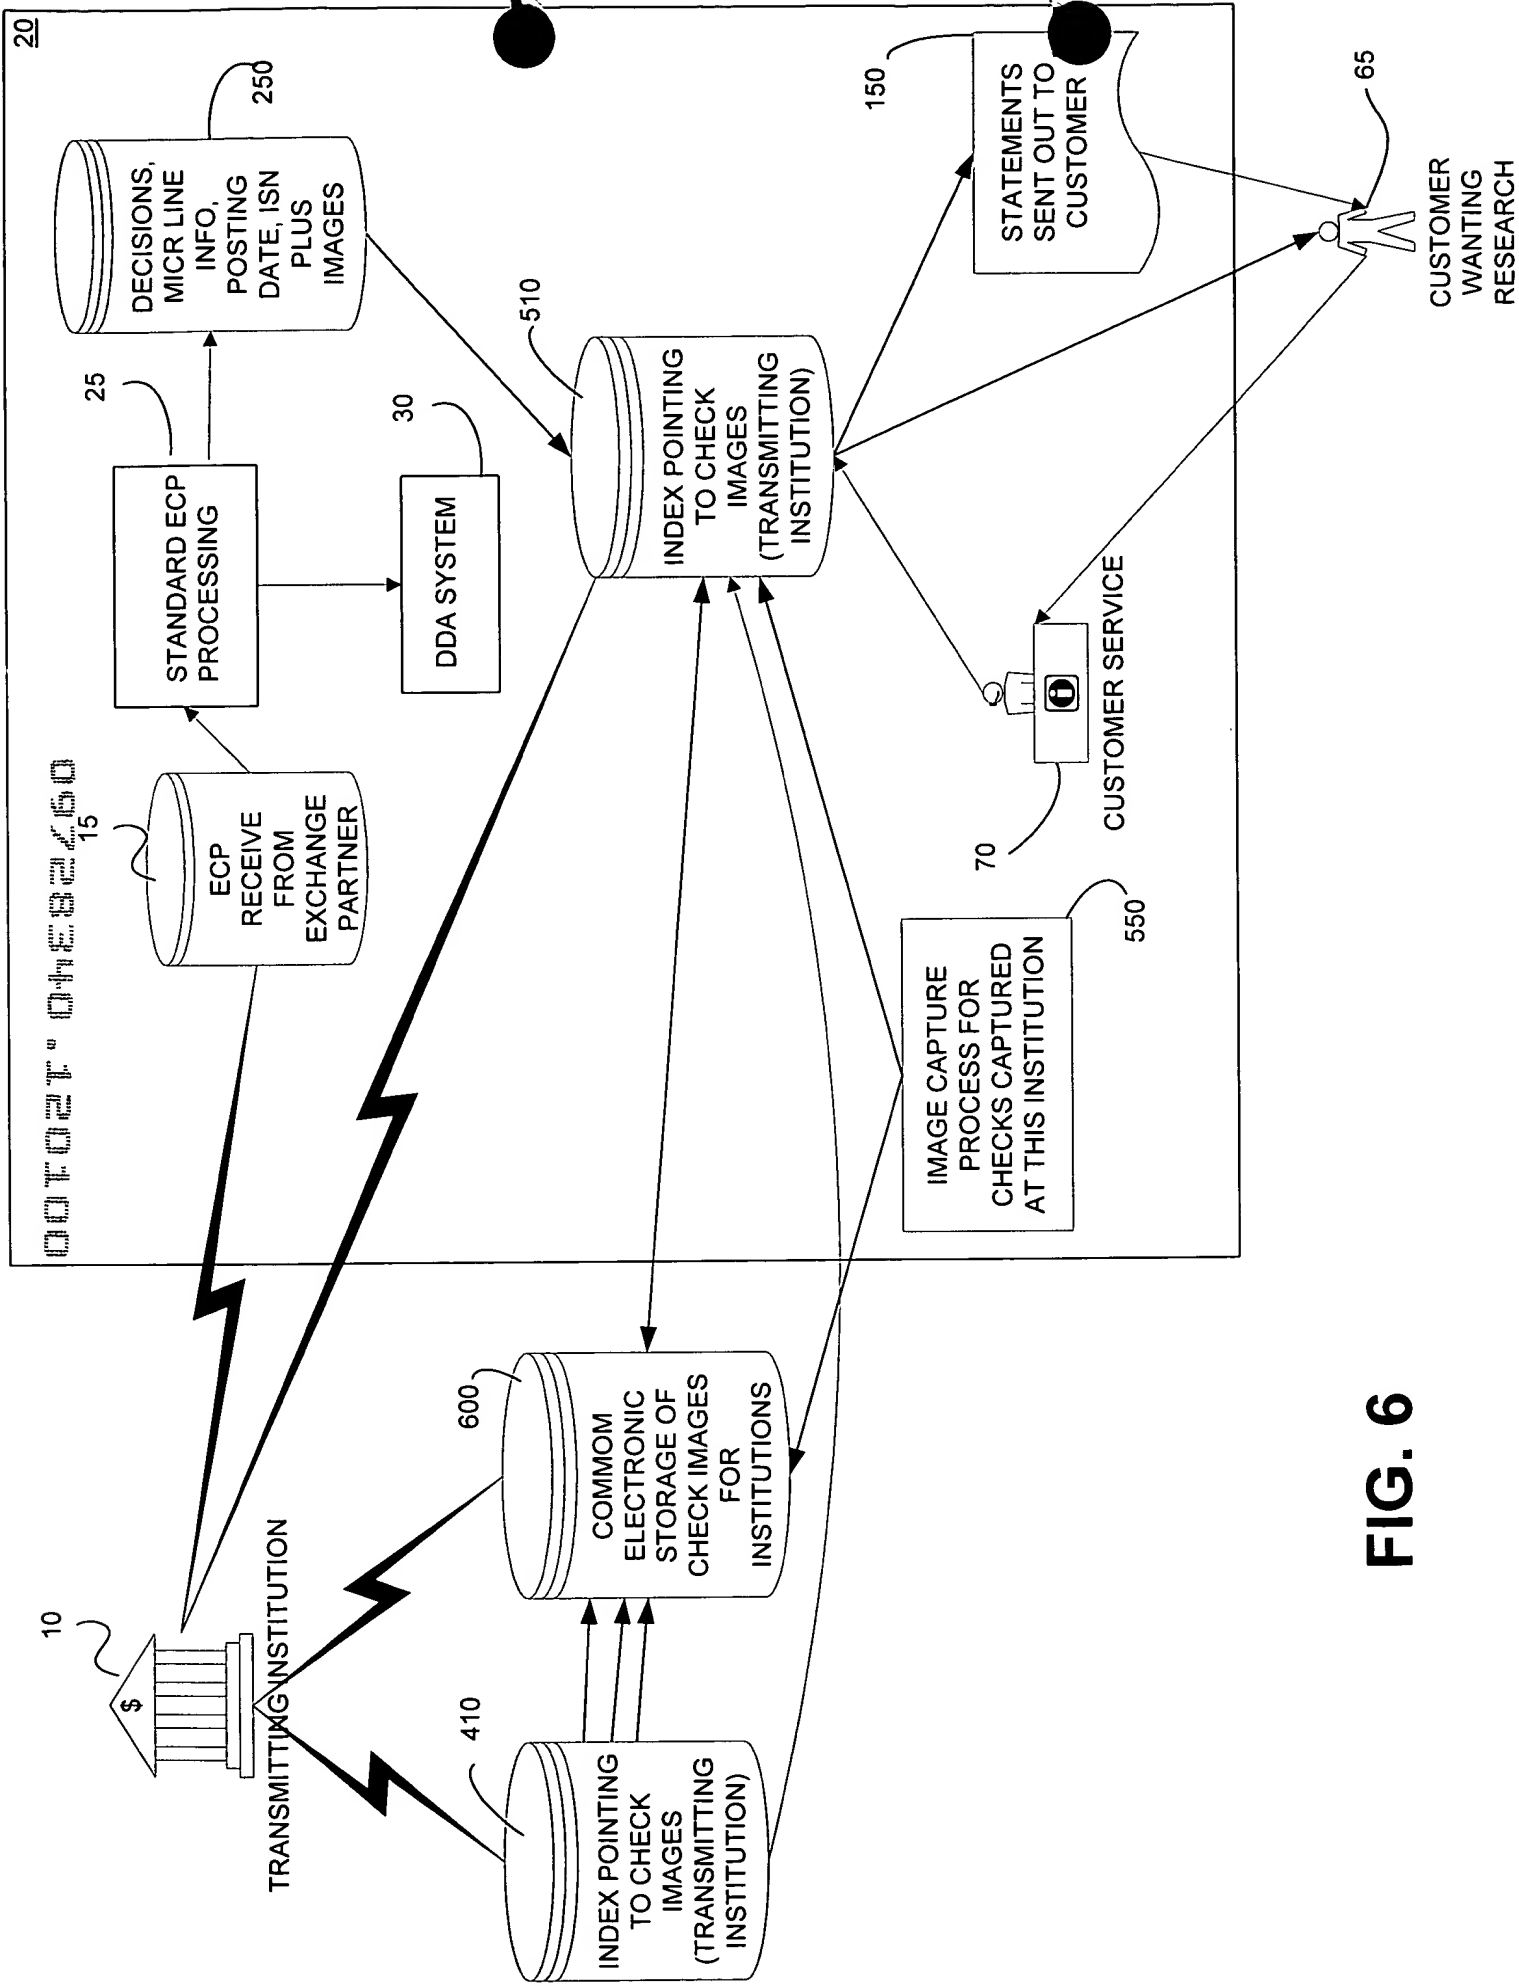 20
09728340 .120100
10
$
TRANSMITTING INSTITUTION
15
ECP
RECEIVE
FROM
EXCHANGE
PARTNER
25
STANDARD ECP
PROCESSING
250
DECISIONS,
MICR LINE
INFO,
POSTING
DATE, ISN
PLUS
IMAGES
30
DDA SYSTEM
410
INDEX POINTING
TO CHECK
IMAGES
(TRANSMITTING
INSTITUTION)
600
COMMOM
ELECTRONIC
STORAGE OF
CHECK IMAGES
FOR
INSTITUTIONS
510
INDEX POINTING
TO CHECK
IMAGES
(TRANSMITTING
INSTITUTION)
550
IMAGE CAPTURE
PROCESS FOR
CHECKS CAPTURED
AT THIS INSTITUTION
70
i
CUSTOMER SERVICE
150
STATEMENTS
SENT OUT TO
CUSTOMER
65
CUSTOMER
WANTING
RESEARCH
FIG. 6